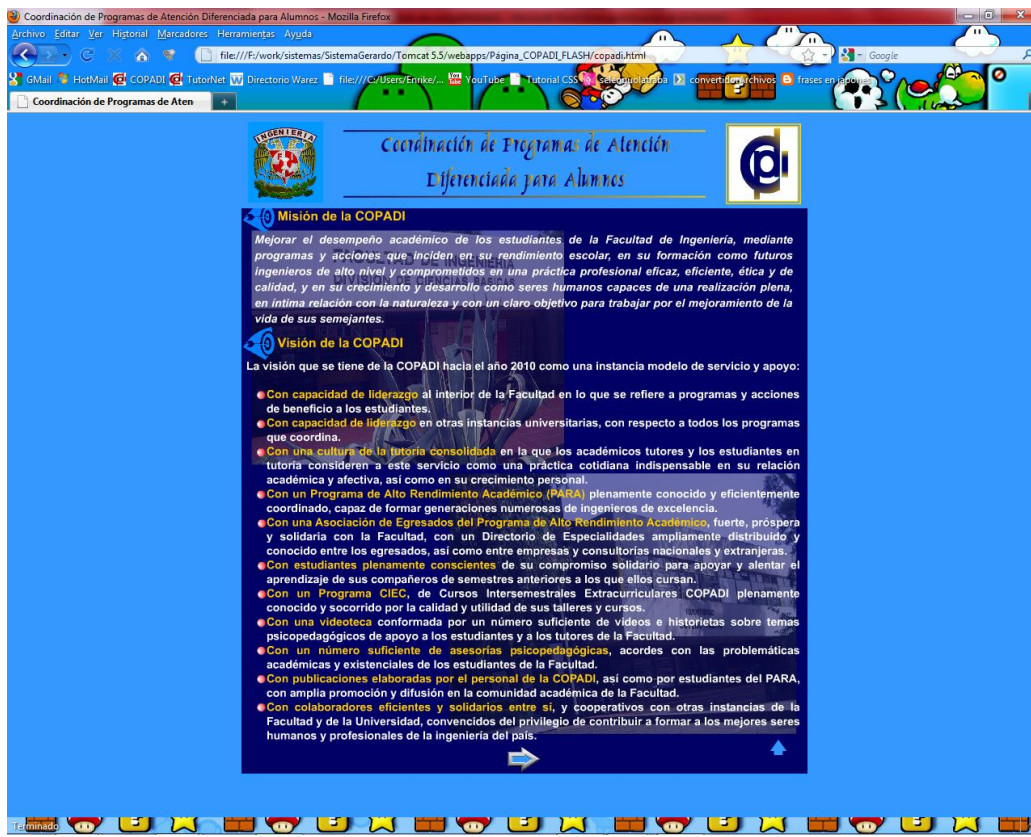 Coordinación de Programas de Atención Diferenciada para Alumnos - Mozilla Firefox
Archivo Editar Ver Historial Marcadores Herramientas Ayuda
file:///F:/work/sistemas/SistemaGerardo/Tomcat 5.5/webapps/Página_COPADI_FLASH/copadi.html
Google
GMail HotMail COPADI TutorNet Directorio Warez file:///C:/Users/Enrike/... YouTube Tutorial CSS convertidor archivos frases en japones
Coordinación de Programas de Aten
INGENIERIA
Coordinación de Programas de Atención
Diferenciada para Alumnos
Misión de la COPADI
Mejorar el desempeño académico de los estudiantes de la Facultad de Ingeniería, mediante
programas y acciones que inciden en su rendimiento escolar, en su formación como futuros
ingenieros de alto nivel y comprometidos en una práctica profesional eficaz, eficiente, ética y de
calidad, y en su crecimiento y desarrollo como seres humanos capaces de una realización plena,
en íntima relación con la naturaleza y con un claro objetivo para trabajar por el mejoramiento de la
vida de sus semejantes.
FACULTAD DE INGENIERIA
DIVISION DE CIENCIAS BASICAS
Visión de la COPADI
La visión que se tiene de la COPADI hacia el año 2010 como una instancia modelo de servicio y apoyo:
Con capacidad de liderazgo al interior de la Facultad en lo que se refiere a programas y acciones
de beneficio a los estudiantes.
Con capacidad de liderazgo en otras instancias universitarias, con respecto a todos los programas
que coordina.
Con una cultura de la tutoría consolidada en la que los académicos tutores y los estudiantes en
tutoría consideren a este servicio como una práctica cotidiana indispensable en su relación
académica y afectiva, así como en su crecimiento personal.
Con un Programa de Alto Rendimiento Académico (PARA) plenamente conocido y eficientemente
coordinado, capaz de formar generaciones numerosas de ingenieros de excelencia.
Con una Asociación de Egresados del Programa de Alto Rendimiento Académico, fuerte, próspera
y solidaria con la Facultad, con un Directorio de Especialidades ampliamente distribuido y
conocido entre los egresados, así como entre empresas y consultorías nacionales y extranjeras.
Con estudiantes plenamente conscientes de su compromiso solidario para apoyar y alentar el
aprendizaje de sus compañeros de semestres anteriores a los que ellos cursan.
Con un Programa CIEC, de Cursos Intersemestrales Extracurriculares COPADI plenamente
conocido y socorrido por la calidad y utilidad de sus talleres y cursos.
Con una videoteca conformada por un número suficiente de videos e historietas sobre temas
psicopedagógicos de apoyo a los estudiantes y a los tutores de la Facultad.
Con un número suficiente de asesorías psicopedagógicas, acordes con las problemáticas
académicas y existenciales de los estudiantes de la Facultad.
Con publicaciones elaboradas por el personal de la COPADI, así como por estudiantes del PARA,
con amplia promoción y difusión en la comunidad académica de la Facultad.
Con colaboradores eficientes y solidarios entre sí, y cooperativos con otras instancias de la
Facultad y de la Universidad, convencidos del privilegio de contribuir a formar a los mejores seres
humanos y profesionales de la ingeniería del país.
Terminado